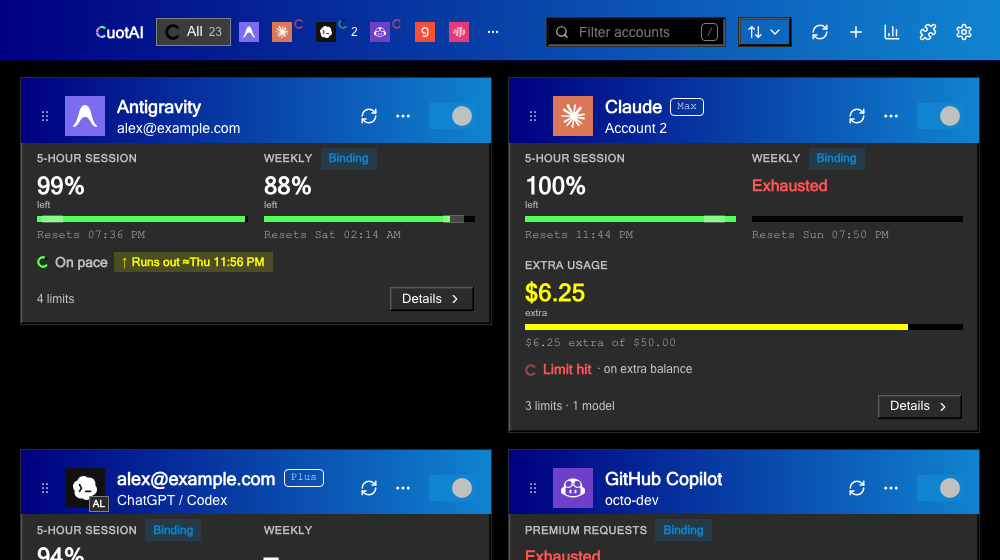 CuotAI All 23 2 9 ... Filter accounts /
Antigravity
alex@example.com
5-HOUR SESSION WEEKLY Binding
99% 88%
left left
Resets 07:36 PM Resets Sat 02:14 AM
On pace ↑ Runs out ≈Thu 11:56 PM
4 limits Details
Claude Max
Account 2
5-HOUR SESSION WEEKLY Binding
100% Exhausted
left
Resets 11:44 PM Resets Sun 07:50 PM
EXTRA USAGE
$6.25
extra
$6.25 extra of $50.00
Limit hit · on extra balance
3 limits · 1 model Details
alex@example.com Plus
AL ChatGPT / Codex
5-HOUR SESSION Binding WEEKLY
94% –
GitHub Copilot
octo-dev
PREMIUM REQUESTS Binding
Exhausted